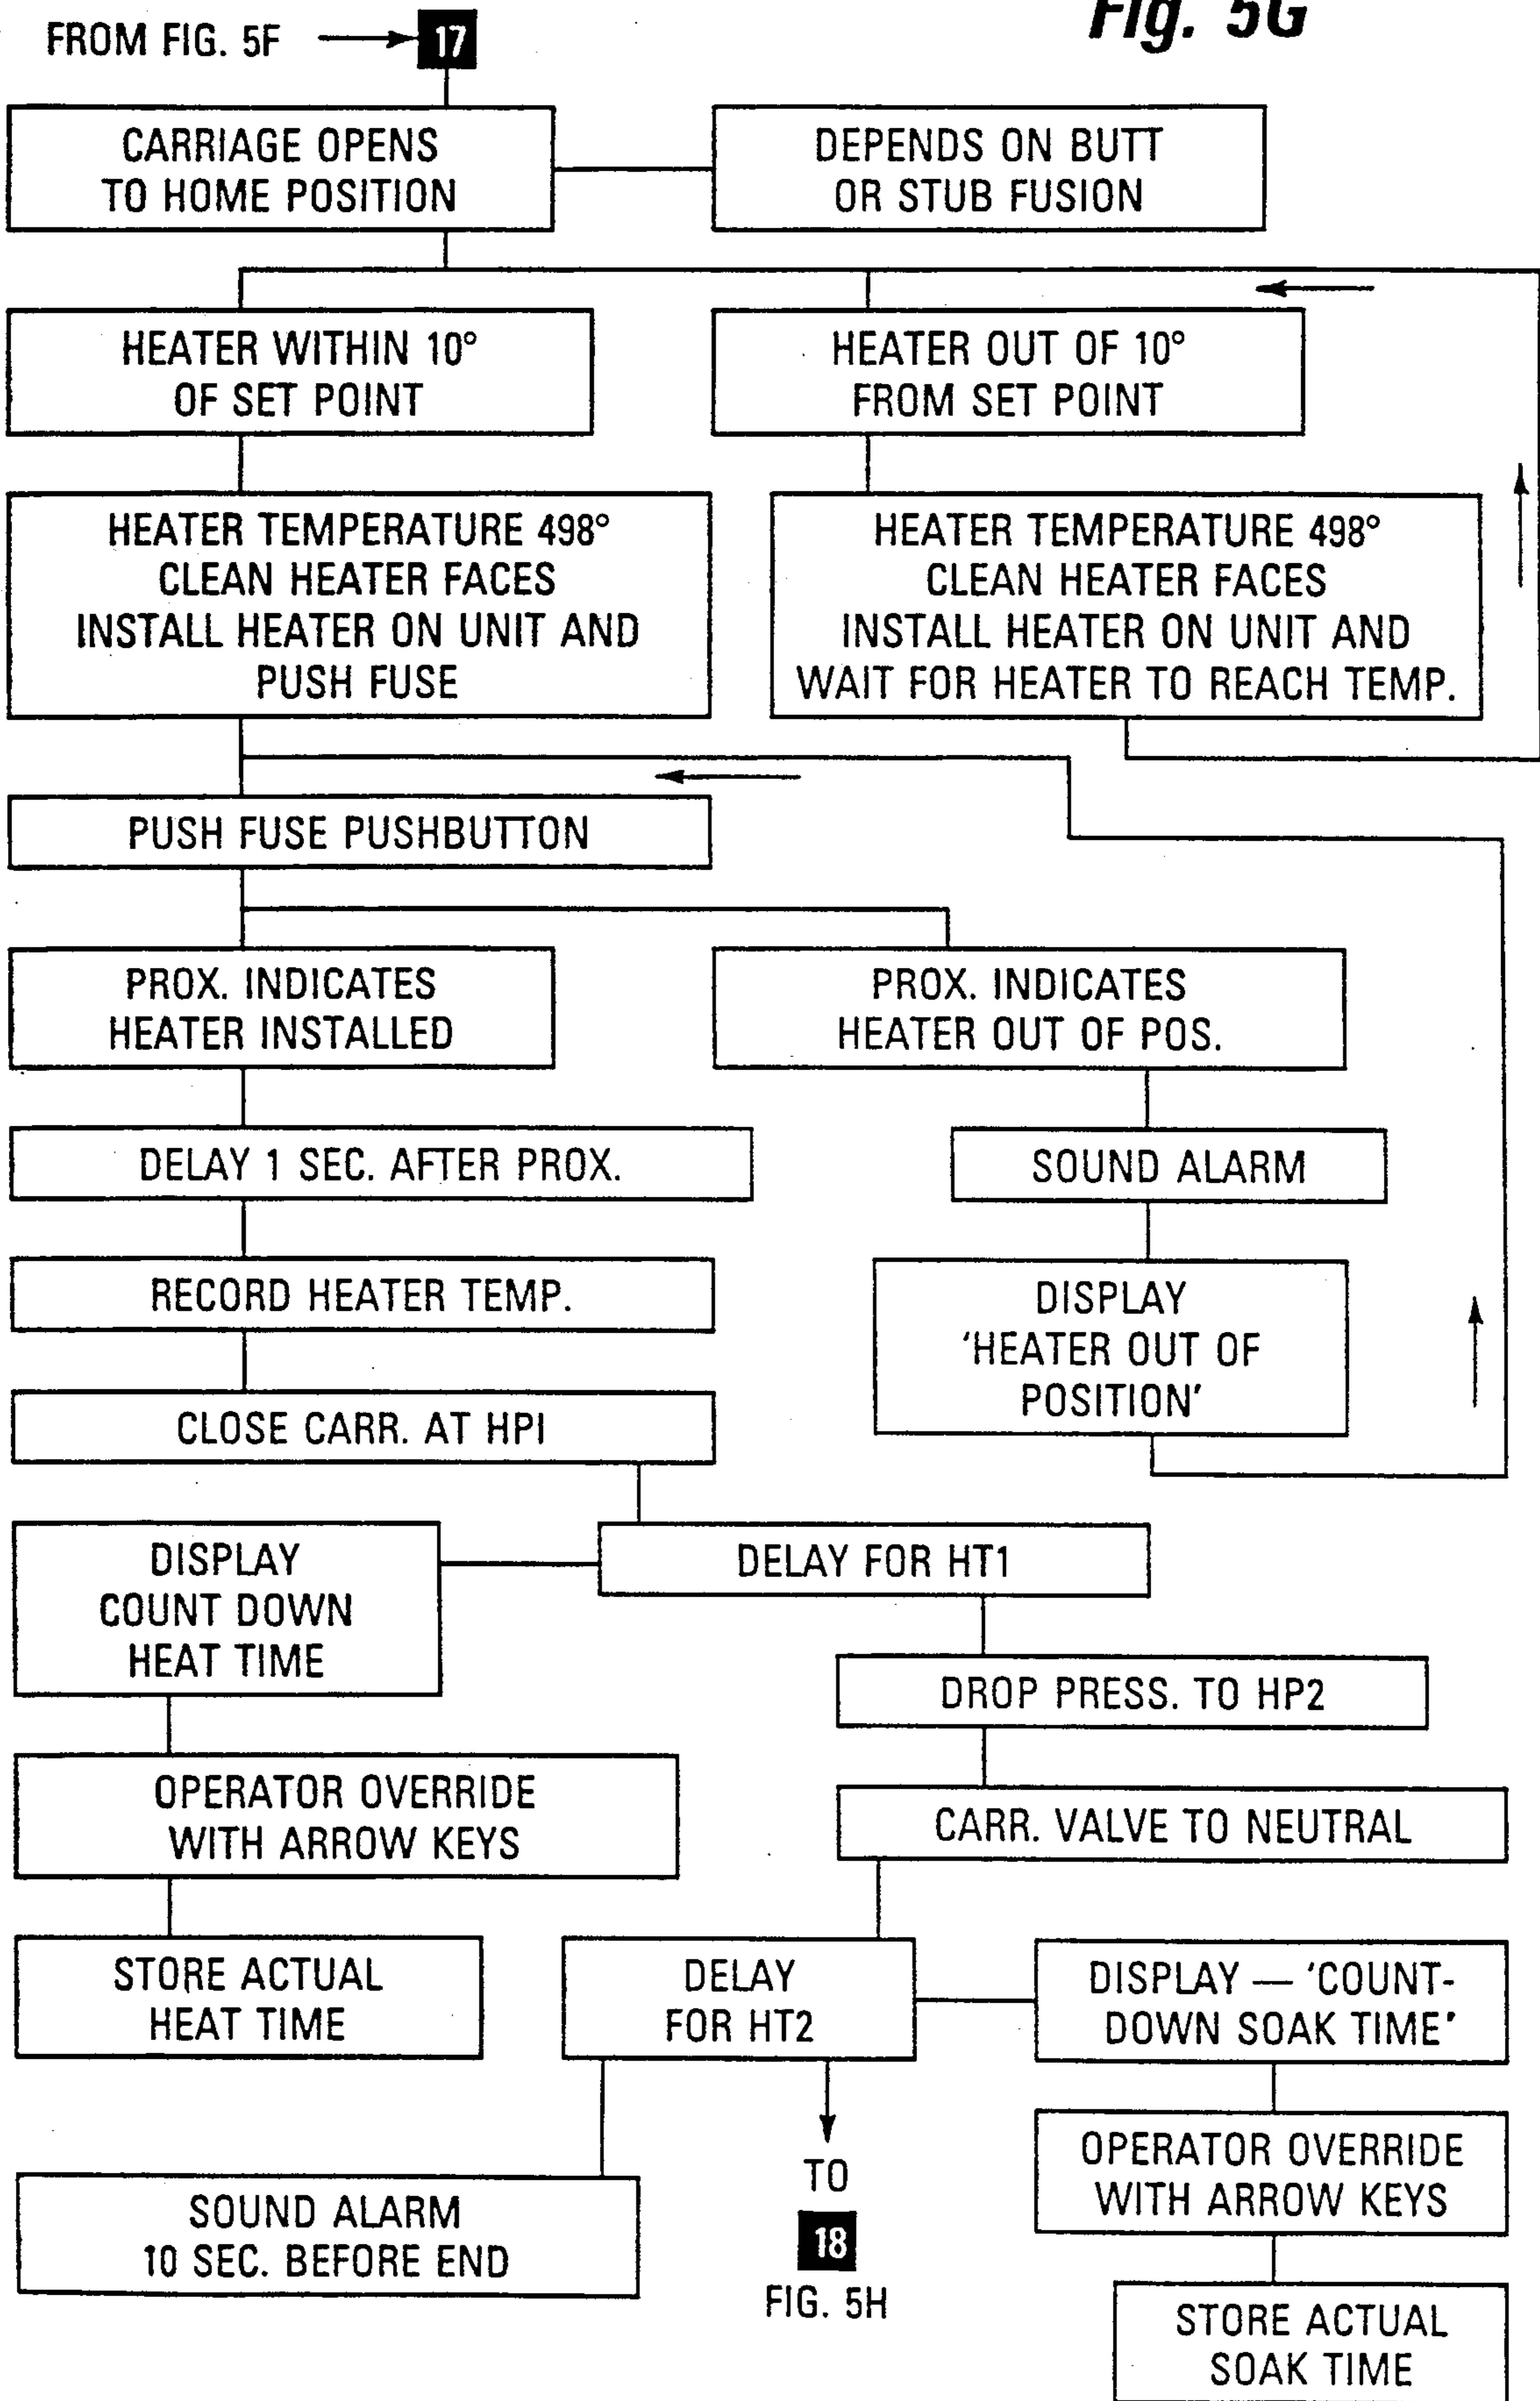 Fig. 5G
FROM FIG. 5F
17
CARRIAGE OPENS
TO HOME POSITION
DEPENDS ON BUTT
OR STUB FUSION
HEATER WITHIN 10°
OF SET POINT
HEATER OUT OF 10°
FROM SET POINT
HEATER TEMPERATURE 498°
CLEAN HEATER FACES
INSTALL HEATER ON UNIT AND
PUSH FUSE
HEATER TEMPERATURE 498°
CLEAN HEATER FACES
INSTALL HEATER ON UNIT AND
WAIT FOR HEATER TO REACH TEMP.
PUSH FUSE PUSHBUTTON
PROX. INDICATES
HEATER INSTALLED
PROX. INDICATES
HEATER OUT OF POS.
DELAY 1 SEC. AFTER PROX.
SOUND ALARM
RECORD HEATER TEMP.
DISPLAY
'HEATER OUT OF
POSITION'
CLOSE CARR. AT HPI
DISPLAY
COUNT DOWN
HEAT TIME
DELAY FOR HT1
DROP PRESS. TO HP2
OPERATOR OVERRIDE
WITH ARROW KEYS
CARR. VALVE TO NEUTRAL
STORE ACTUAL
HEAT TIME
DELAY
FOR HT2
DISPLAY — 'COUNT-
DOWN SOAK TIME'
SOUND ALARM
10 SEC. BEFORE END
TO
18
FIG. 5H
OPERATOR OVERRIDE
WITH ARROW KEYS
STORE ACTUAL
SOAK TIME